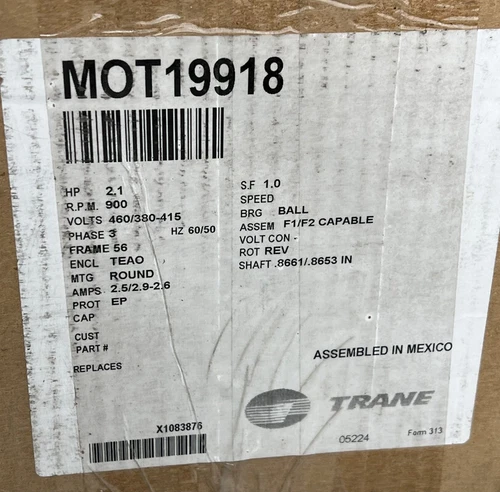 MOT19918
HP 2.1
R.P.M. 900
VOLTS 460/380-415
PHASE 3 HZ 60/50
FRAME 56
ENCL TEAO
MTG ROUND
AMPS 2.5/2.9-2.6
PROT EP
CAP
CUST
PART #
REPLACES
S.F 1.0
SPEED
BRG BALL
ASSEM F1/F2 CAPABLE
VOLT CON -
ROT REV
SHAFT .8661/.8653 IN
ASSEMBLED IN MEXICO
TRANE
X1083876
05224 Form 313